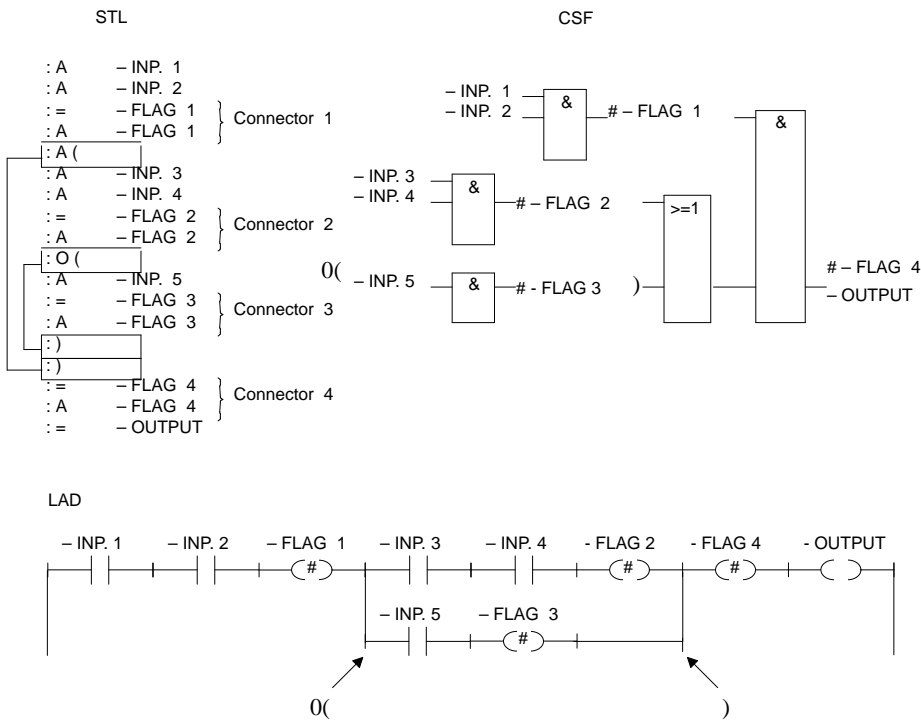 STL
: A – INP. 1
: A – INP. 2
: = – FLAG 1
: A – FLAG 1
Connector 1
: A (
: A – INP. 3
: A – INP. 4
: = – FLAG 2
: A – FLAG 2
Connector 2
: O (
: A – INP. 5
: = – FLAG 3
: A – FLAG 3
Connector 3
: )
: )
: = – FLAG 4
: A – FLAG 4
Connector 4
: = – OUTPUT
CSF
– INP. 1
– INP. 2
&
# – FLAG 1
&
– INP. 3
– INP. 4
&
# – FLAG 2
>=1
0(
– INP. 5
&
# - FLAG 3
)
# – FLAG 4
– OUTPUT
LAD
– INP. 1 – INP. 2 – FLAG 1 – INP. 3 – INP. 4 - FLAG 2 - FLAG 4 - OUTPUT
( # ) ( # ) ( # ) ( )
– INP. 5 – FLAG 3
( # )
0( )